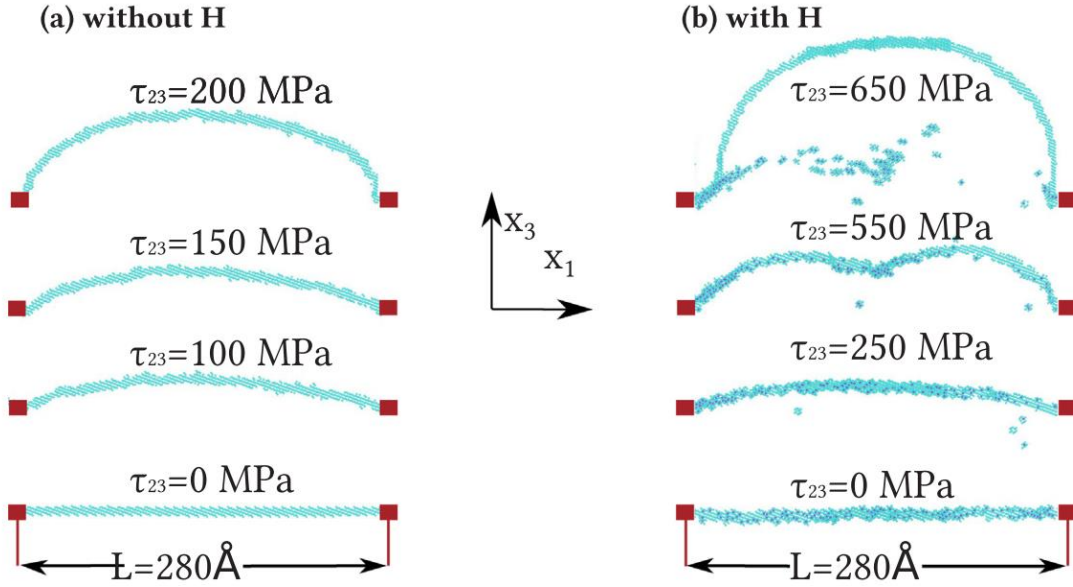 (a) without H
τ₂₃=200 MPa
τ₂₃=150 MPa
τ₂₃=100 MPa
τ₂₃=0 MPa
L=280Å
x₃
x₁
(b) with H
τ₂₃=650 MPa
τ₂₃=550 MPa
τ₂₃=250 MPa
τ₂₃=0 MPa
L=280Å